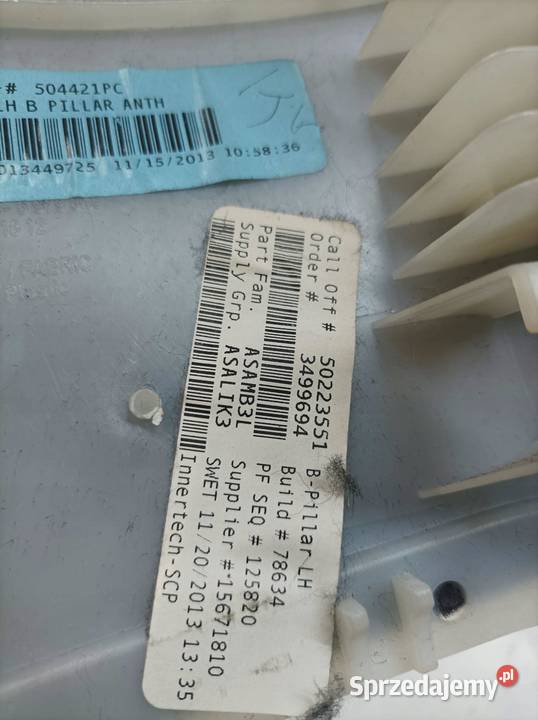 # 504421PC
LH B PILLAR ANTH
013449725 11/15/2013 10:58:36
Call Off # 50223551 B-Pillar LH
Order # 3499694 Build # 78634
Part Fam. ASAMB3L PF SEQ # 125820
Supply Grp. ASALIK3 Supplier # 15671810
SWET 11/20/2013 13:35
Innertech-SCP
Sprzedajemy.pl